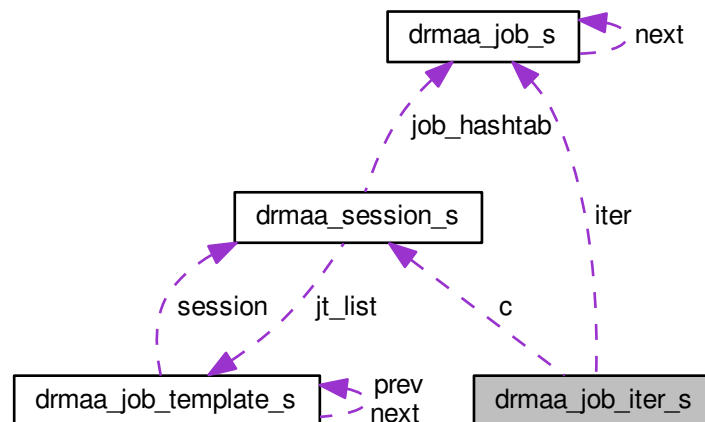 drmaa_job_s
next
job_hashtab
drmaa_session_s
iter
session
jt_list
c
prev
next
drmaa_job_template_s
drmaa_job_iter_s